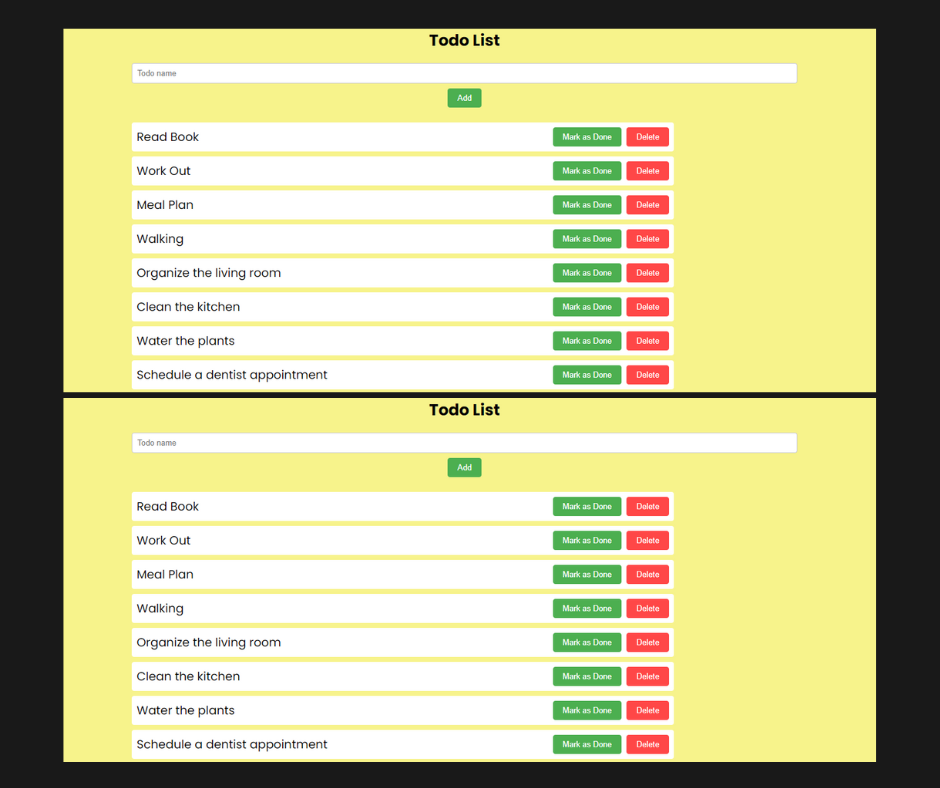 Todo List
Todo name
Add
Read Book Mark as Done Delete
Work Out Mark as Done Delete
Meal Plan Mark as Done Delete
Walking Mark as Done Delete
Organize the living room Mark as Done Delete
Clean the kitchen Mark as Done Delete
Water the plants Mark as Done Delete
Schedule a dentist appointment Mark as Done Delete
Todo List
Todo name
Add
Read Book Mark as Done Delete
Work Out Mark as Done Delete
Meal Plan Mark as Done Delete
Walking Mark as Done Delete
Organize the living room Mark as Done Delete
Clean the kitchen Mark as Done Delete
Water the plants Mark as Done Delete
Schedule a dentist appointment Mark as Done Delete